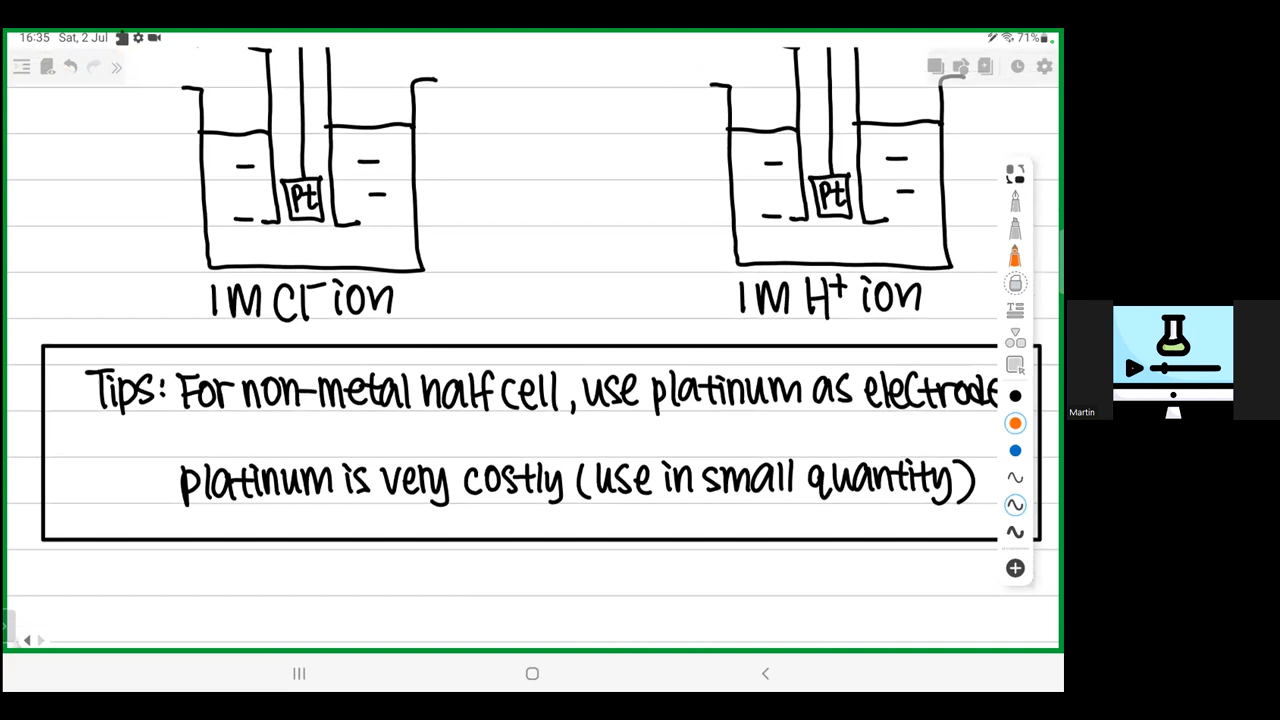 16:35 Sat, 2 Jul
71%
Pt
Pt
1M Cl⁻ ion
1M H⁺ ion
Tips: For non-metal half cell, use platinum as electrode
platinum is very costly (use in small quantity)
Martin